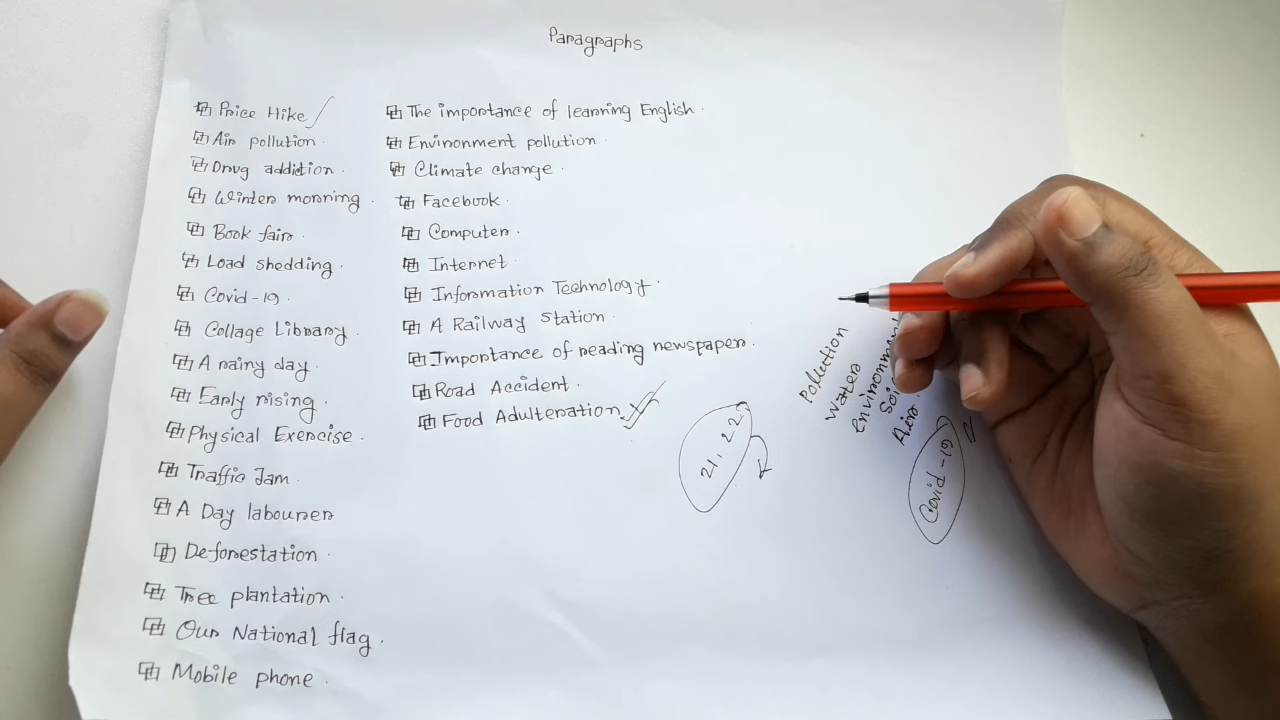 Paragraphs
Price Hike
Air pollution.
Drug addiction.
Winter morning.
Book fair.
Load shedding.
Covid-19.
Collage Library.
A rainy day.
Early rising.
Physical Exercise.
Traffic Jam.
A Day labourer
Deforestation.
Tree plantation.
Our National flag.
Mobile phone.
The importance of learning English.
Environment pollution.
Climate change.
Facebook.
Computer.
Internet.
Information Technology.
A Railway station.
Importance of reading newspaper.
Road Accident.
Food Adulteration
21, 22
Pollution
Water
Environment
Air.
Covid-19